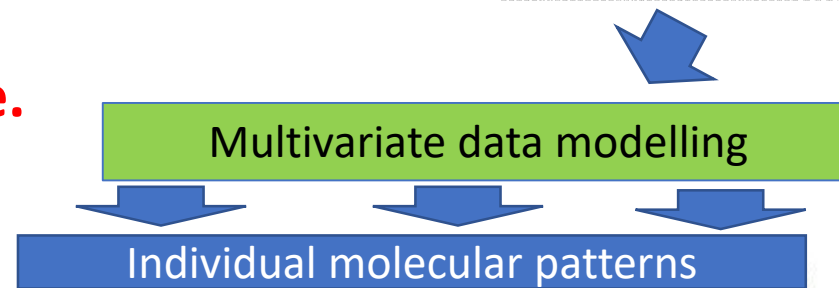 e.
Multivariate data modelling
Individual molecular patterns